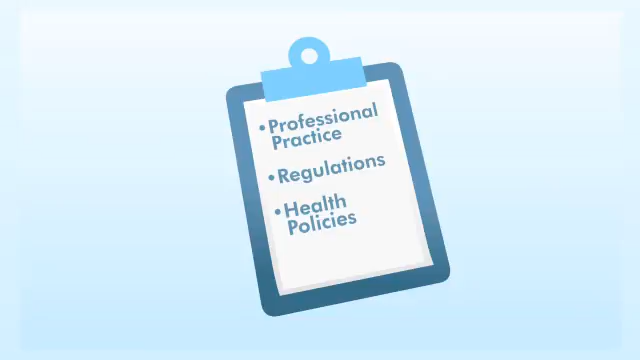 •Professional
Practice
•Regulations
•Health
Policies